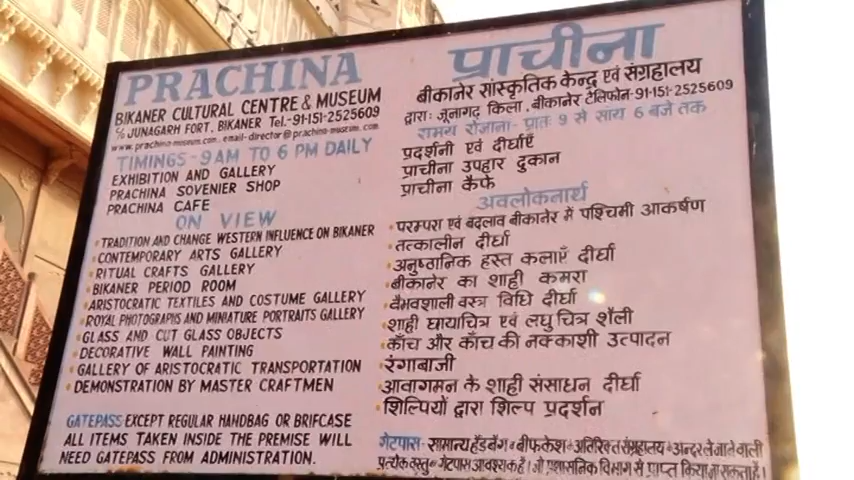 PRACHINA
BIKANER CULTURAL CENTRE & MUSEUM
C/o JUNAGARH FORT, BIKANER Tel.-91-151-2525609
www.prachina-museum.com, email-director@prachina-museum.com
TIMINGS-9AM TO 6 PM DAILY
EXHIBITION AND GALLERY
PRACHINA SOVENIER SHOP
PRACHINA CAFE
ON VIEW
•TRADITION AND CHANGE WESTERN INFLUENCE ON BIKANER
•CONTEMPORARY ARTS GALLERY
•RITUAL CRAFTS GALLERY
•BIKANER PERIOD ROOM
•ARISTOCRATIC TEXTILES AND COSTUME GALLERY
•ROYAL PHOTOGRAPHS AND MINIATURE PORTRAITS GALLERY
•GLASS AND CUT GLASS OBJECTS
•DECORATIVE WALL PAINTING
•GALLERY OF ARISTOCRATIC TRANSPORTATION
•DEMONSTRATION BY MASTER CRAFTMEN
GATEPASS EXCEPT REGULAR HANDBAG OR BRIFCASE
ALL ITEMS TAKEN INSIDE THE PREMISE WILL
NEED GATEPASS FROM ADMINISTRATION.
प्राचीना
बीकानेर सांस्कृतिक केन्द्र एवं संग्रहालय
द्वारा: जूनागढ़ किला, बीकानेर टेलिफोन-91-151-2525609
समय रोजाना- प्रातः 9 से सांय 6 बजे तक
प्रदर्शनी एवं दीर्घाएँ
प्राचीना उपहार दुकान
प्राचीना कैफे
अवलोकनार्थ
•परम्परा एवं बदलाव बीकानेर में पश्चिमी आकर्षण
•तत्कालीन दीर्घा
•अनुष्ठानिक हस्त कलाएँ दीर्घा
•बीकानेर का शाही कमरा
•वैभवशाली वस्त्र विधि दीर्घा
•शाही छायाचित्र एवं लघु चित्र शैली
•काँच और काँच की नक्काशी उत्पादन
•रंगाबाजी
•आवागमन के शाही संसाधन दीर्घा
•शिल्पियों द्वारा शिल्प प्रदर्शन
गेटपास- सामान्य हैंडबैग व ब्रीफकेश के अतिरिक्त संग्रहालय के अन्दर ले जाने वाली
प्रत्येक वस्तु का गेटपास आवश्यक है। जो प्रशासनिक विभाग से प्राप्त किया जा सकता है।